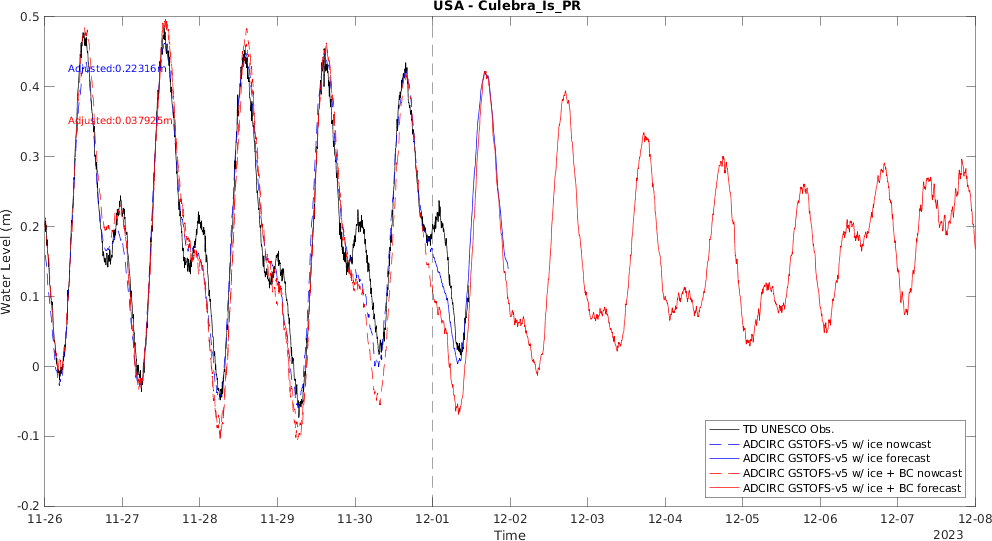 USA - Culebra_Is_PR
0.5
0.4
0.3
0.2
0.1
0
-0.1
-0.2
Water Level (m)
Adjusted:0.22316m
Adjusted:0.037925m
TD UNESCO Obs.
ADCIRC GSTOFS-v5 w/ ice nowcast
ADCIRC GSTOFS-v5 w/ ice forecast
ADCIRC GSTOFS-v5 w/ ice + BC nowcast
ADCIRC GSTOFS-v5 w/ ice + BC forecast
11-26 11-27 11-28 11-29 11-30 12-01 12-02 12-03 12-04 12-05 12-06 12-07 12-08
Time
2023